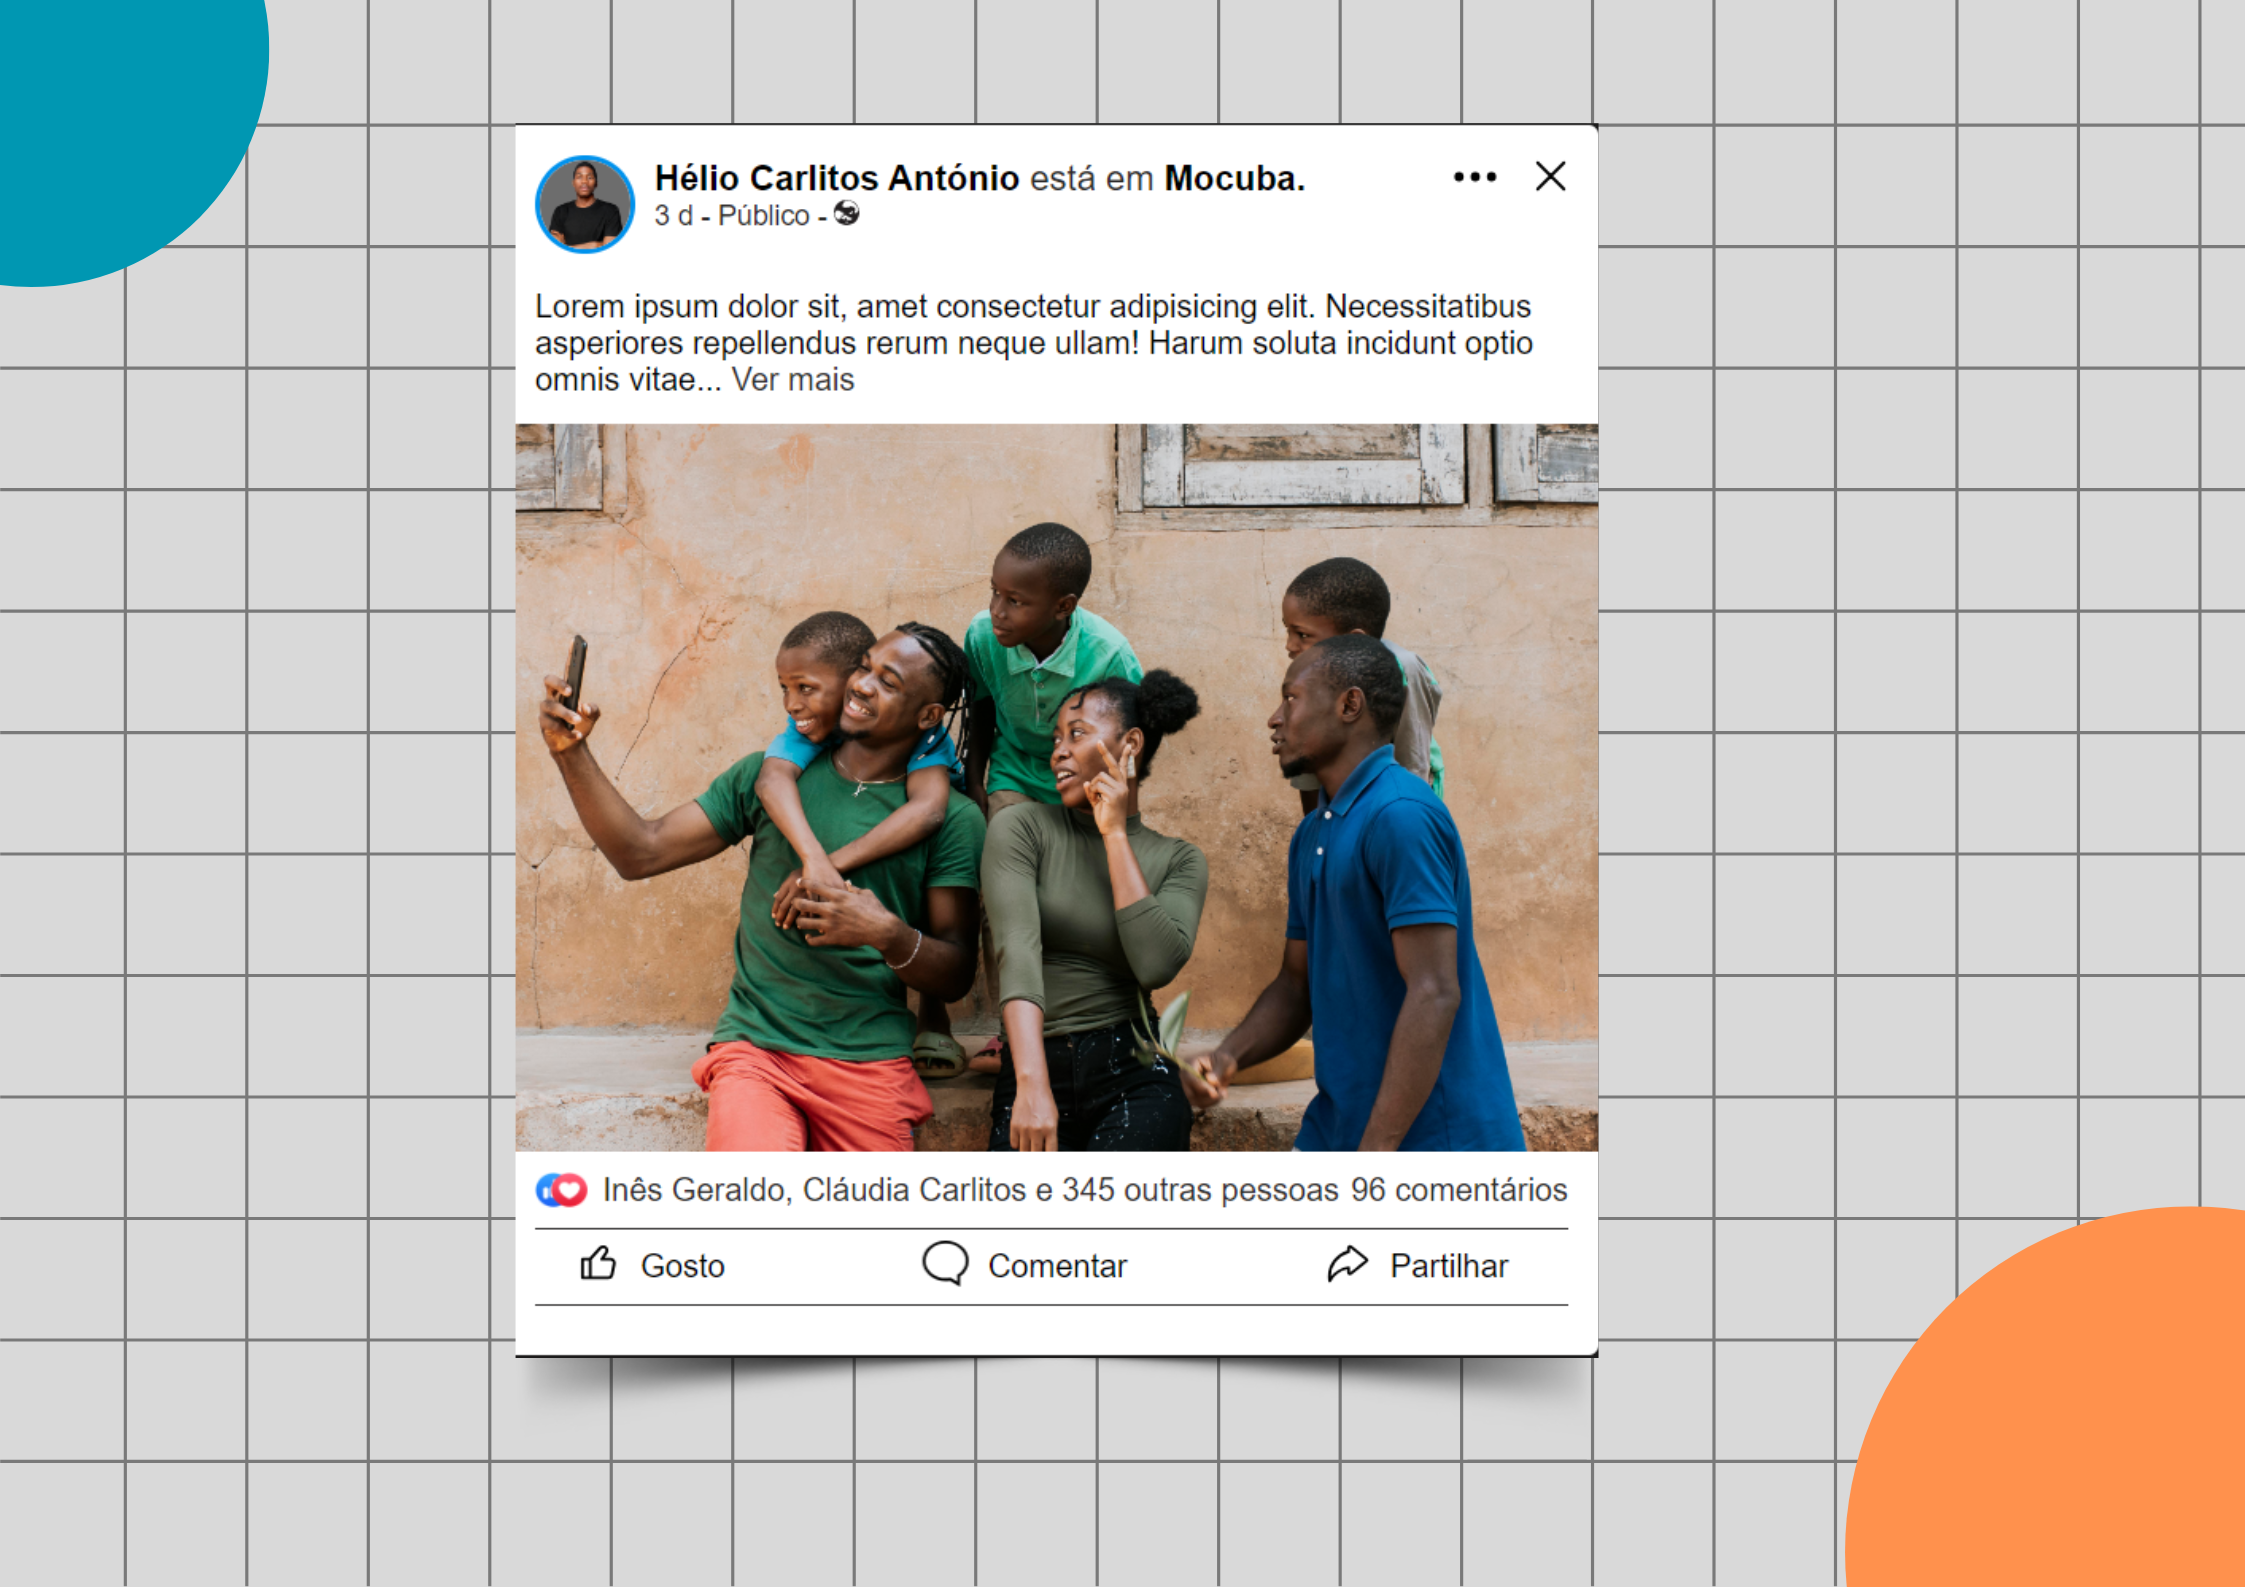 Hélio Carlitos António está em Mocuba.
3 d - Público -
Lorem ipsum dolor sit, amet consectetur adipisicing elit. Necessitatibus
asperiores repellendus rerum neque ullam! Harum soluta incidunt optio
omnis vitae... Ver mais
Inês Geraldo, Cláudia Carlitos e 345 outras pessoas 96 comentários
Gosto Comentar Partilhar